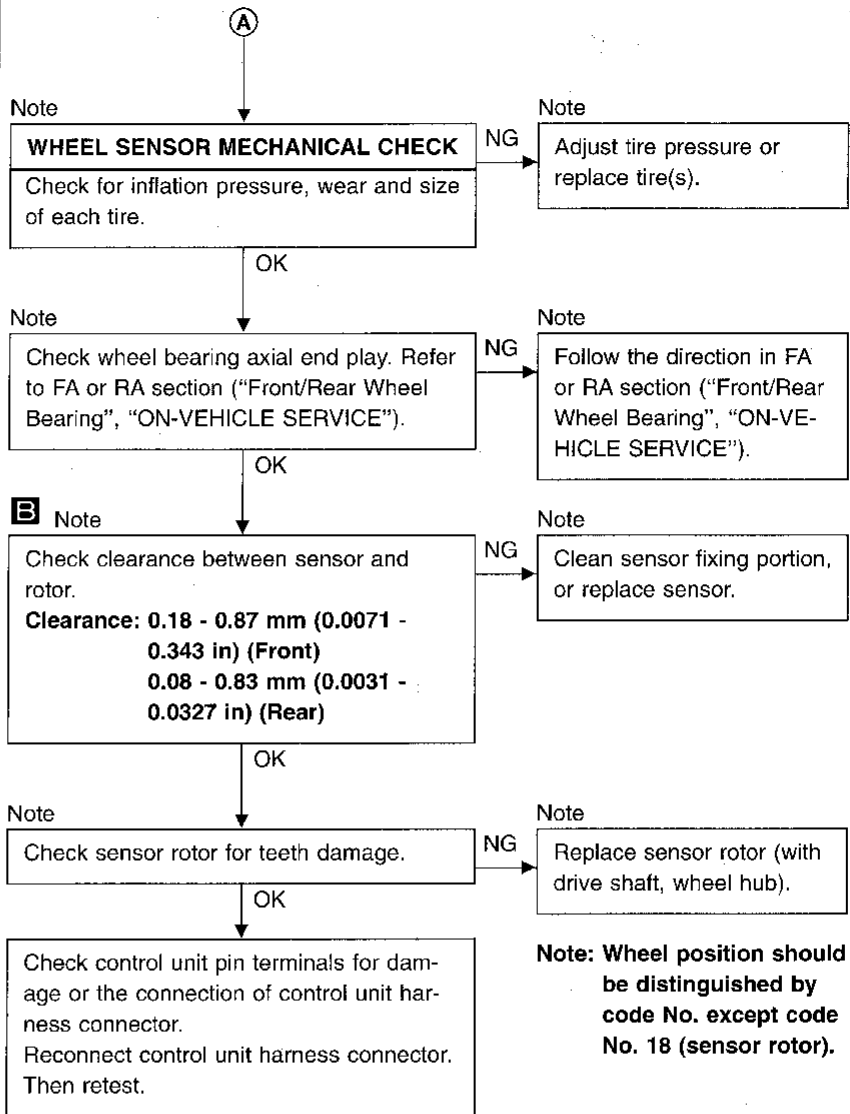 A
Note
WHEEL SENSOR MECHANICAL CHECK
Check for inflation pressure, wear and size
of each tire.
NG
Note
Adjust tire pressure or
replace tire(s).
OK
Note
Check wheel bearing axial end play. Refer
to FA or RA section (“Front/Rear Wheel
Bearing”, “ON-VEHICLE SERVICE”).
NG
Note
Follow the direction in FA
or RA section (“Front/Rear
Wheel Bearing”, “ON-VE-
HICLE SERVICE”).
OK
B Note
Check clearance between sensor and
rotor.
Clearance: 0.18 - 0.87 mm (0.0071 -
0.343 in) (Front)
0.08 - 0.83 mm (0.0031 -
0.0327 in) (Rear)
NG
Note
Clean sensor fixing portion,
or replace sensor.
OK
Note
Check sensor rotor for teeth damage.
NG
Note
Replace sensor rotor (with
drive shaft, wheel hub).
OK
Check control unit pin terminals for dam-
age or the connection of control unit har-
ness connector.
Reconnect control unit harness connector.
Then retest.
Note: Wheel position should
be distinguished by
code No. except code
No. 18 (sensor rotor).